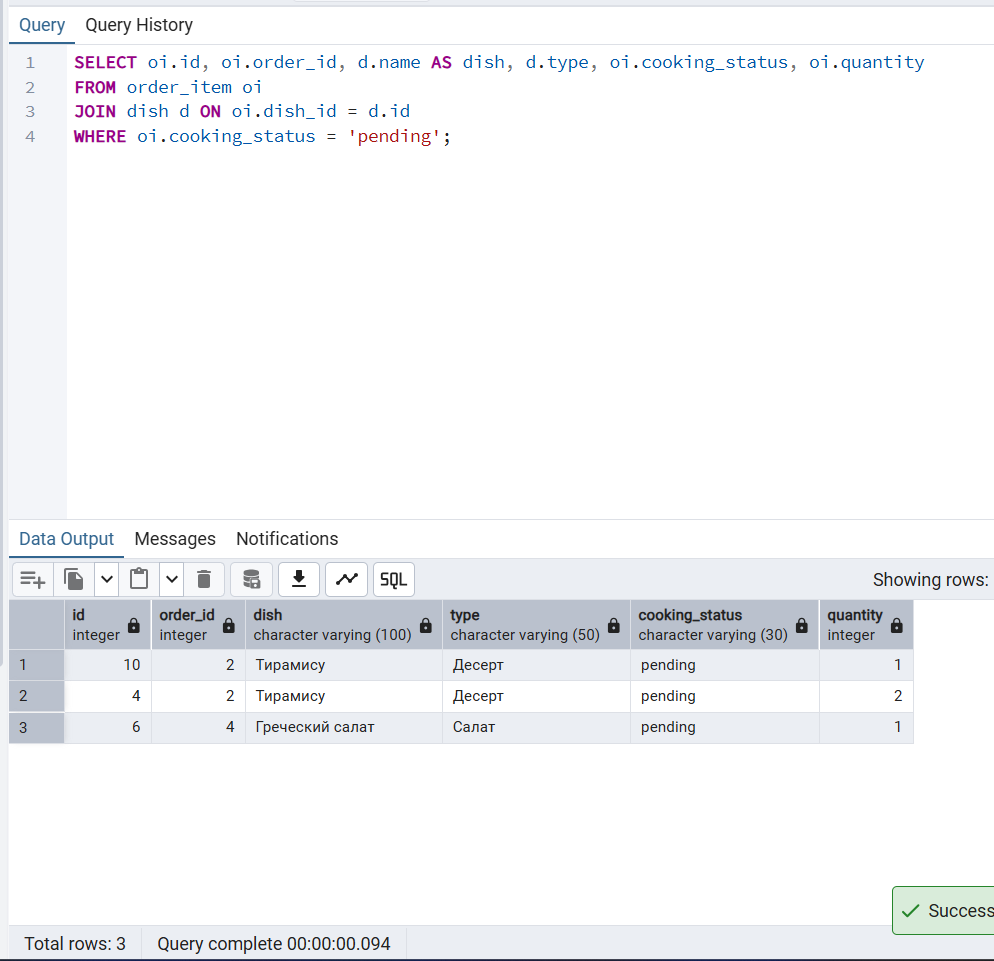 Query Query History
1 SELECT oi.id, oi.order_id, d.name AS dish, d.type, oi.cooking_status, oi.quantity
2 FROM order_item oi
3 JOIN dish d ON oi.dish_id = d.id
4 WHERE oi.cooking_status = 'pending';
Data Output Messages Notifications
SQL Showing rows:
id order_id dish type cooking_status quantity
integer integer character varying (100) character varying (50) character varying (30) integer
1 10 2 Тирамису Десерт pending 1
2 4 2 Тирамису Десерт pending 2
3 6 4 Греческий салат Салат pending 1
Success
Total rows: 3 Query complete 00:00:00.094